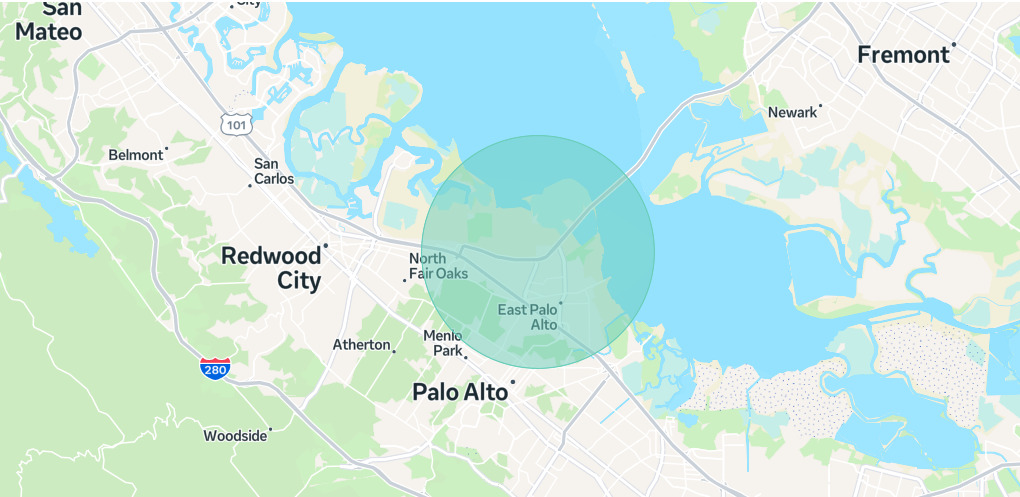 City
San
Mateo
Fremont
Newark
101
Belmont
San
Carlos
Redwood
City
North
Fair Oaks
East Palo
Alto
Menlo
Park
Atherton
280
Palo Alto
Woodside